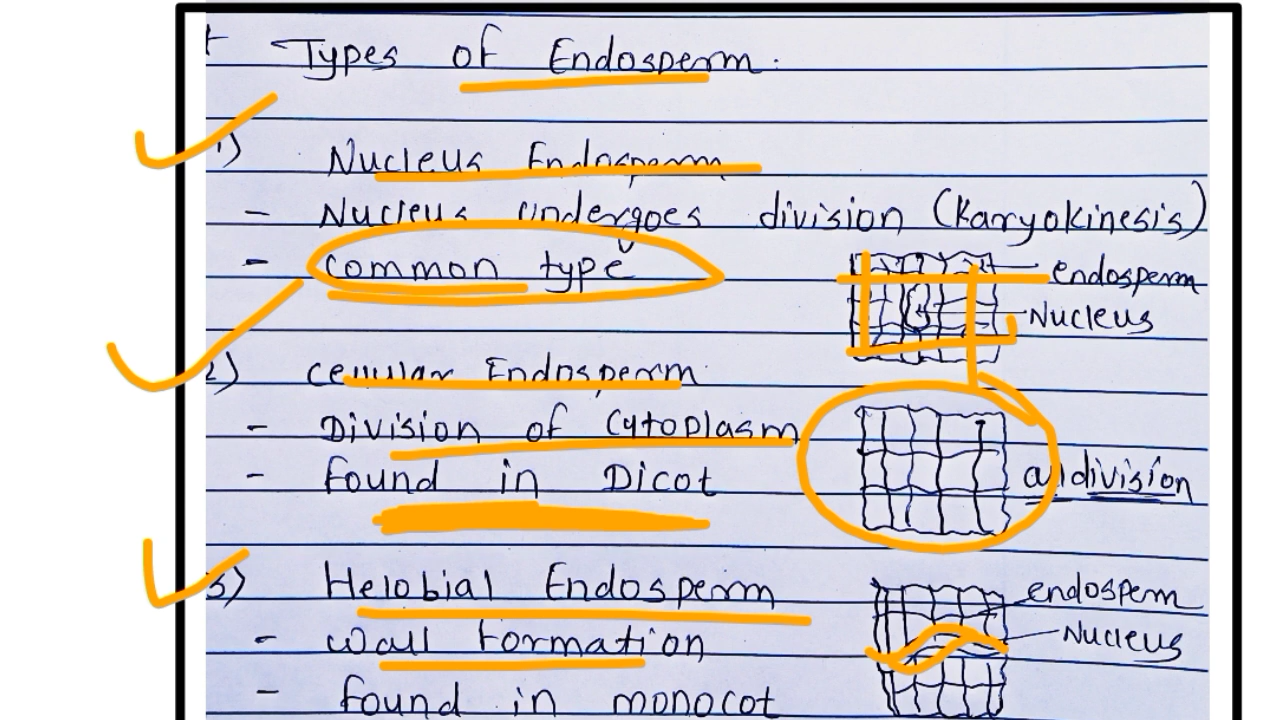 Types of Endosperm.
1) Nucleus Endosperm
- Nucleus undergoes division (Karyokinesis)
- common type
endosperm
Nucleus
2) Cellular Endosperm
- Division of Cytoplasm
- found in Dicot
division
3) Helobial Endosperm
endosperm
- Wall formation
Nucleus
- found in monocot